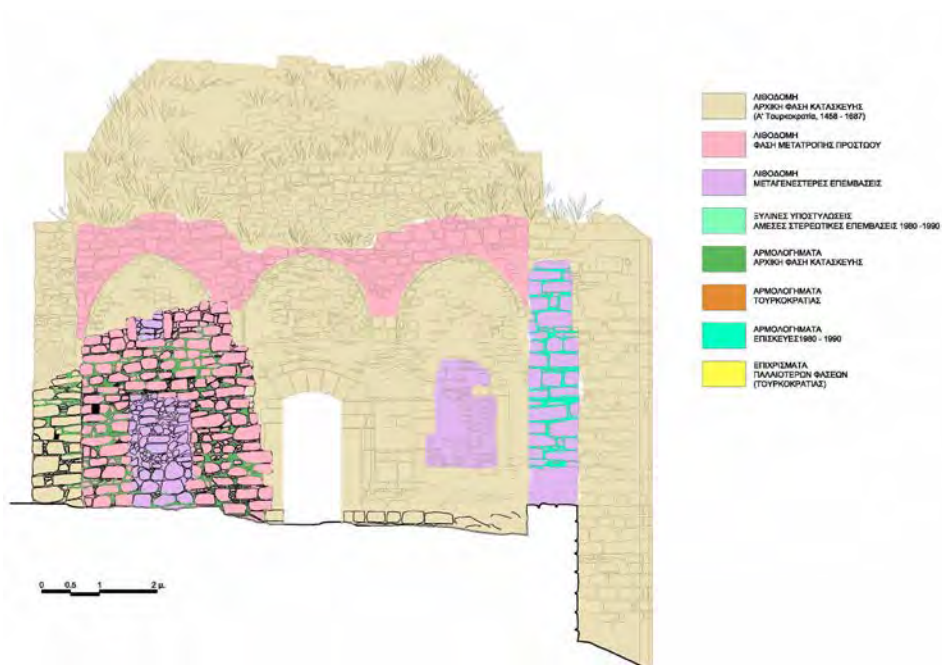 ΛΙΘΟΔΟΜΗ
ΑΡΧΙΚΗ ΦΑΣΗ ΚΑΤΑΣΚΕΥΗΣ
(Α' Τουρκοκρατία, 1458 - 1687)
ΛΙΘΟΔΟΜΗ
ΦΑΣΗ ΜΕΤΑΤΡΟΠΗΣ ΠΡΟΣΤΩΟΥ
ΛΙΘΟΔΟΜΗ
ΜΕΤΑΓΕΝΕΣΤΕΡΕΣ ΕΠΕΜΒΑΣΕΙΣ
ΞΥΛΙΝΕΣ ΥΠΟΣΤΥΛΩΣΕΙΣ
ΑΜΕΣΕΣ ΣΤΕΡΕΩΤΙΚΕΣ ΕΠΕΜΒΑΣΕΙΣ 1980 -1990
ΑΡΜΟΛΟΓΗΜΑΤΑ
ΑΡΧΙΚΗ ΦΑΣΗ ΚΑΤΑΣΚΕΥΗΣ
ΑΡΜΟΛΟΓΗΜΑΤΑ
ΤΟΥΡΚΟΚΡΑΤΙΑΣ
ΑΡΜΟΛΟΓΗΜΑΤΑ
ΕΠΙΣΚΕΥΕΣ1980 - 1990
ΕΠΙΧΡΙΣΜΑΤΑ
ΠΑΛΑΙΟΤΕΡΩΝ ΦΑΣΕΩΝ
(ΤΟΥΡΚΟΚΡΑΤΙΑΣ)
0 0.5 1 2 μ.